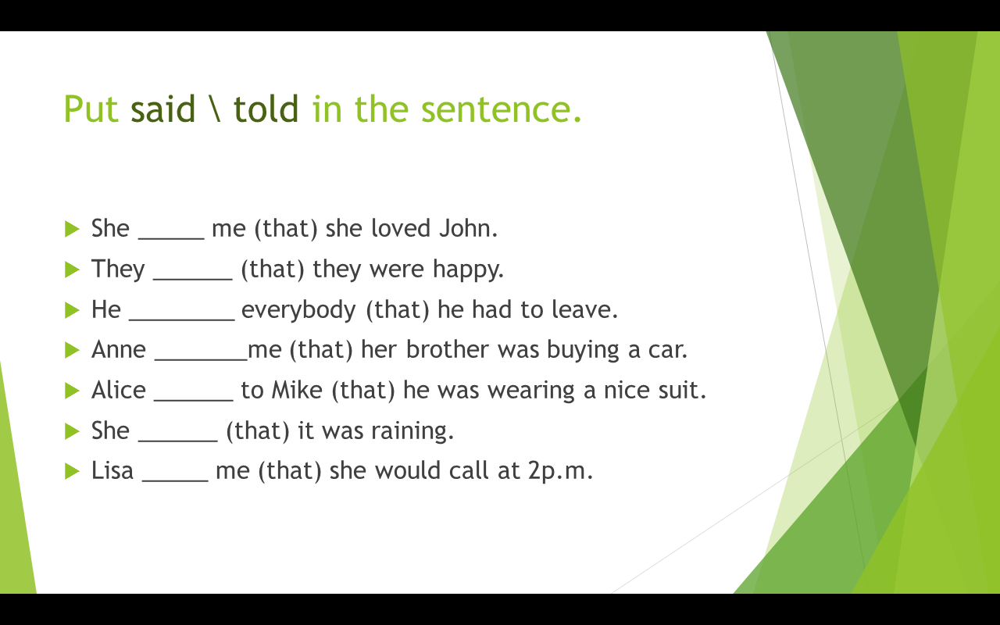 Put said \ told in the sentence.
She _____ me (that) she loved John.
They ______ (that) they were happy.
He ________ everybody (that) he had to leave.
Anne _______me (that) her brother was buying a car.
Alice ______ to Mike (that) he was wearing a nice suit.
She ______ (that) it was raining.
Lisa _____ me (that) she would call at 2p.m.